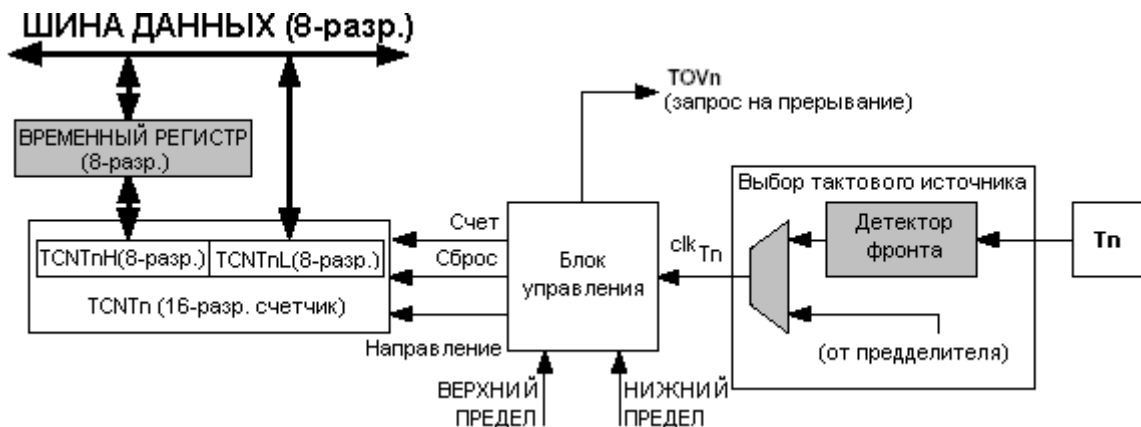 ШИНА ДАННЫХ (8-разр.)
TOVn
(запрос на прерывание)
ВРЕМЕННЫЙ РЕГИСТР
(8-разр.)
Выбор тактового источника
Счет
Детектор
фронта
Tn
TCNTnH(8-разр.)
TCNTnL(8-разр.)
Сброс
Блок
управления
clk Tn
TCNTn (16-разр. счетчик)
Направление
(от предделителя)
ВЕРХНИЙ
ПРЕДЕЛ
НИЖНИЙ
ПРЕДЕЛ